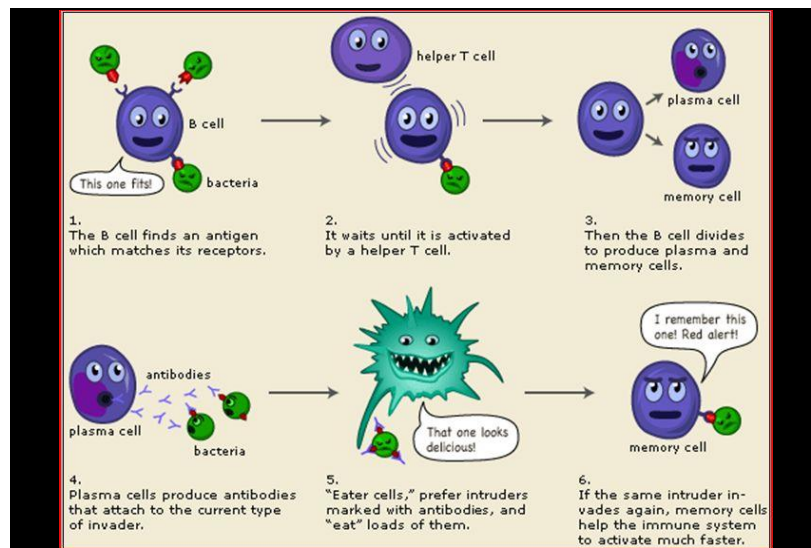 helper T cell
B cell
plasma cell
This one fits!
bacteria
memory cell
1.
The B cell finds an antigen
which matches its receptors.
2.
It waits until it is activated
by a helper T cell.
3.
Then the B cell divides
to produce plasma and
memory cells.
I remember this
one! Red alert!
antibodies
plasma cell
bacteria
That one looks
delicious!
memory cell
4.
Plasma cells produce antibodies
that attach to the current type
of invader.
5.
“Eater cells,” prefer intruders
marked with antibodies, and
“eat” loads of them.
6.
If the same intruder in-
vades again, memory cells
help the immune system
to activate much faster.